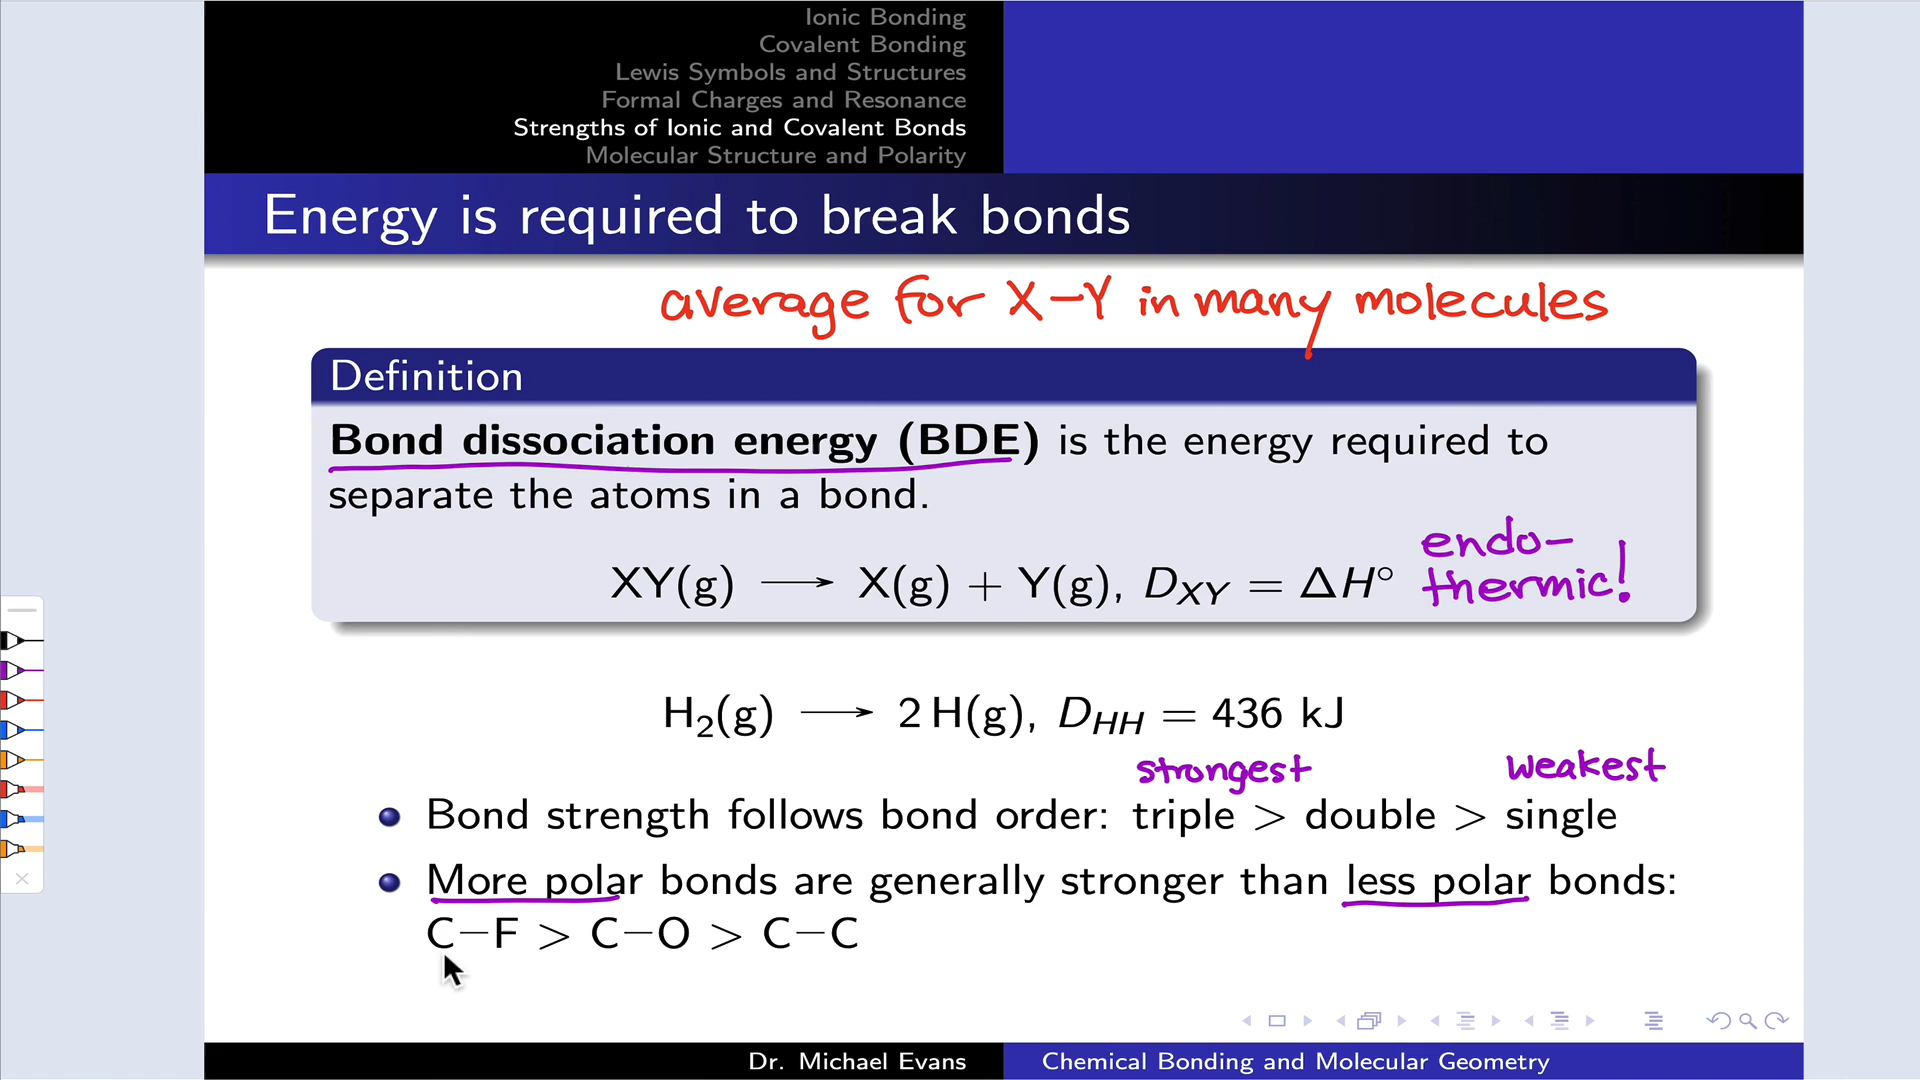 Ionic Bonding
Covalent Bonding
Lewis Symbols and Structures
Formal Charges and Resonance
Strengths of Ionic and Covalent Bonds
Molecular Structure and Polarity
Energy is required to break bonds
average for X–Y in many molecules
Definition
Bond dissociation energy (BDE) is the energy required to
separate the atoms in a bond.
endo-
XY(g) ⟶ X(g) + Y(g), D_XY = ΔH° thermic!
H₂(g) ⟶ 2 H(g), D_HH = 436 kJ
strongest weakest
Bond strength follows bond order: triple > double > single
More polar bonds are generally stronger than less polar bonds:
C−F > C−O > C−C
Dr. Michael Evans Chemical Bonding and Molecular Geometry